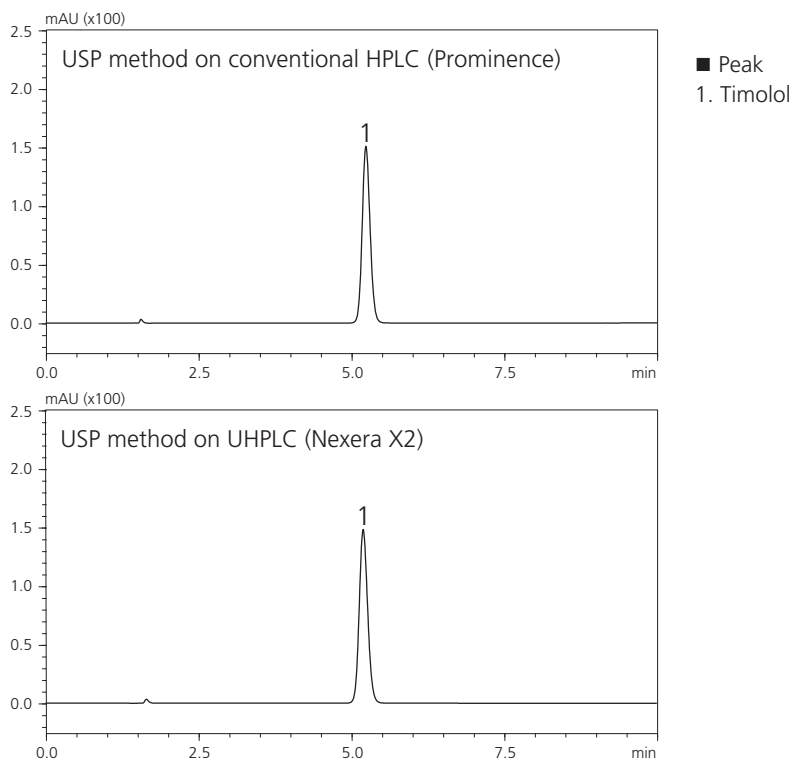 mAU (x100)
2.5
USP method on conventional HPLC (Prominence)
■ Peak
1. Timolol
2.0
1
1.5
1.0
0.5
0.0
0.0 2.5 5.0 7.5 min
mAU (x100)
2.5
USP method on UHPLC (Nexera X2)
2.0
1
1.5
1.0
0.5
0.0
0.0 2.5 5.0 7.5 min